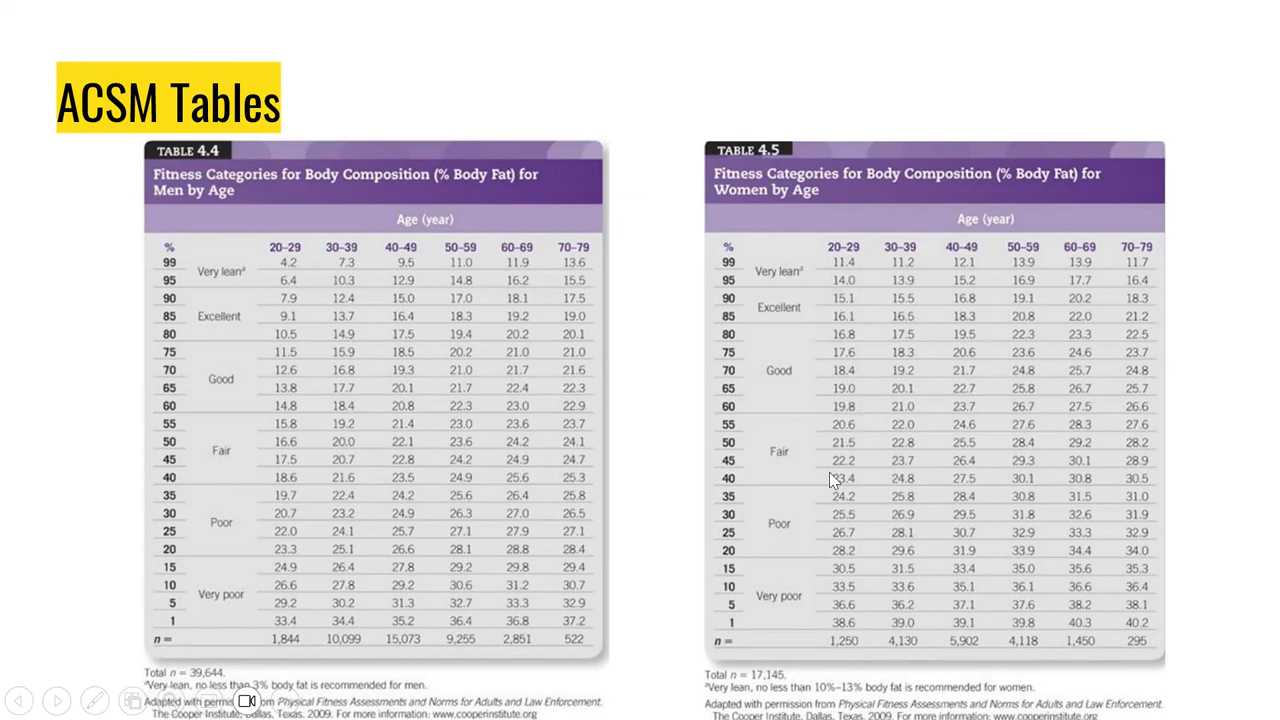 ACSM Tables
TABLE 4.4
Fitness Categories for Body Composition (% Body Fat) for
Men by Age
Age (year)
% 20–29 30–39 40–49 50–59 60–69 70–79
99 4.2 7.3 9.5 11.0 11.9 13.6
Very leanª
95 6.4 10.3 12.9 14.8 16.2 15.5
90 7.9 12.4 15.0 17.0 18.1 17.5
85 Excellent 9.1 13.7 16.4 18.3 19.2 19.0
80 10.5 14.9 17.5 19.4 20.2 20.1
75 11.5 15.9 18.5 20.2 21.0 21.0
70 12.6 16.8 19.3 21.0 21.7 21.6
Good
65 13.8 17.7 20.1 21.7 22.4 22.3
60 14.8 18.4 20.8 22.3 23.0 22.9
55 15.8 19.2 21.4 23.0 23.6 23.7
50 16.6 20.0 22.1 23.6 24.2 24.1
Fair
45 17.5 20.7 22.8 24.2 24.9 24.7
40 18.6 21.6 23.5 24.9 25.6 25.3
35 19.7 22.4 24.2 25.6 26.4 25.8
30 20.7 23.2 24.9 26.3 27.0 26.5
Poor
25 22.0 24.1 25.7 27.1 27.9 27.1
20 23.3 25.1 26.6 28.1 28.8 28.4
15 24.9 26.4 27.8 29.2 29.8 29.4
10 26.6 27.8 29.2 30.6 31.2 30.7
Very poor
5 29.2 30.2 31.3 32.7 33.3 32.9
1 33.4 34.4 35.2 36.4 36.8 37.2
n = 1,844 10,099 15,073 9,255 2,851 522
Total n = 39,644.
ªVery lean, no less than 3% body fat is recommended for men.
Adapted with from Physical Fitness Assessments and Norms for Adults and Law Enforcement.
The Cooper Institute, Dallas, Texas. 2009. For more information: www.cooperinstitute.org
TABLE 4.5
Fitness Categories for Body Composition (% Body Fat) for
Women by Age
Age (year)
% 20–29 30–39 40–49 50–59 60–69 70–79
99 11.4 11.2 12.1 13.9 13.9 11.7
Very leanª
95 14.0 13.9 15.2 16.9 17.7 16.4
90 15.1 15.5 16.8 19.1 20.2 18.3
Excellent
85 16.1 16.5 18.3 20.8 22.0 21.2
80 16.8 17.5 19.5 22.3 23.3 22.5
75 17.6 18.3 20.6 23.6 24.6 23.7
70 Good 18.4 19.2 21.7 24.8 25.7 24.8
65 19.0 20.1 22.7 25.8 26.7 25.7
60 19.8 21.0 23.7 26.7 27.5 26.6
55 20.6 22.0 24.6 27.6 28.3 27.6
50 21.5 22.8 25.5 28.4 29.2 28.2
Fair
45 22.2 23.7 26.4 29.3 30.1 28.9
40 24.8 27.5 30.1 30.8 30.5
35 24.2 25.8 28.4 30.8 31.5 31.0
30 25.5 26.9 29.5 31.8 32.6 31.9
Poor
25 26.7 28.1 30.7 32.9 33.3 32.9
20 28.2 29.6 31.9 33.9 34.4 34.0
15 30.5 31.5 33.4 35.0 35.6 35.3
10 33.5 33.6 35.1 36.1 36.6 36.4
Very poor
5 36.6 36.2 37.1 37.6 38.2 38.1
1 38.6 39.0 39.1 39.8 40.3 40.2
n = 1,250 4,130 5,902 4,118 1,450 295
Total n = 17,145.
ªVery lean, no less than 10%–13% body fat is recommended for women.
Adapted with permission from Physical Fitness Assessments and Norms for Adults and Law Enforcement.
The Cooper Institute, Dallas, Texas. 2009. For more information: www.cooperinstitute.org